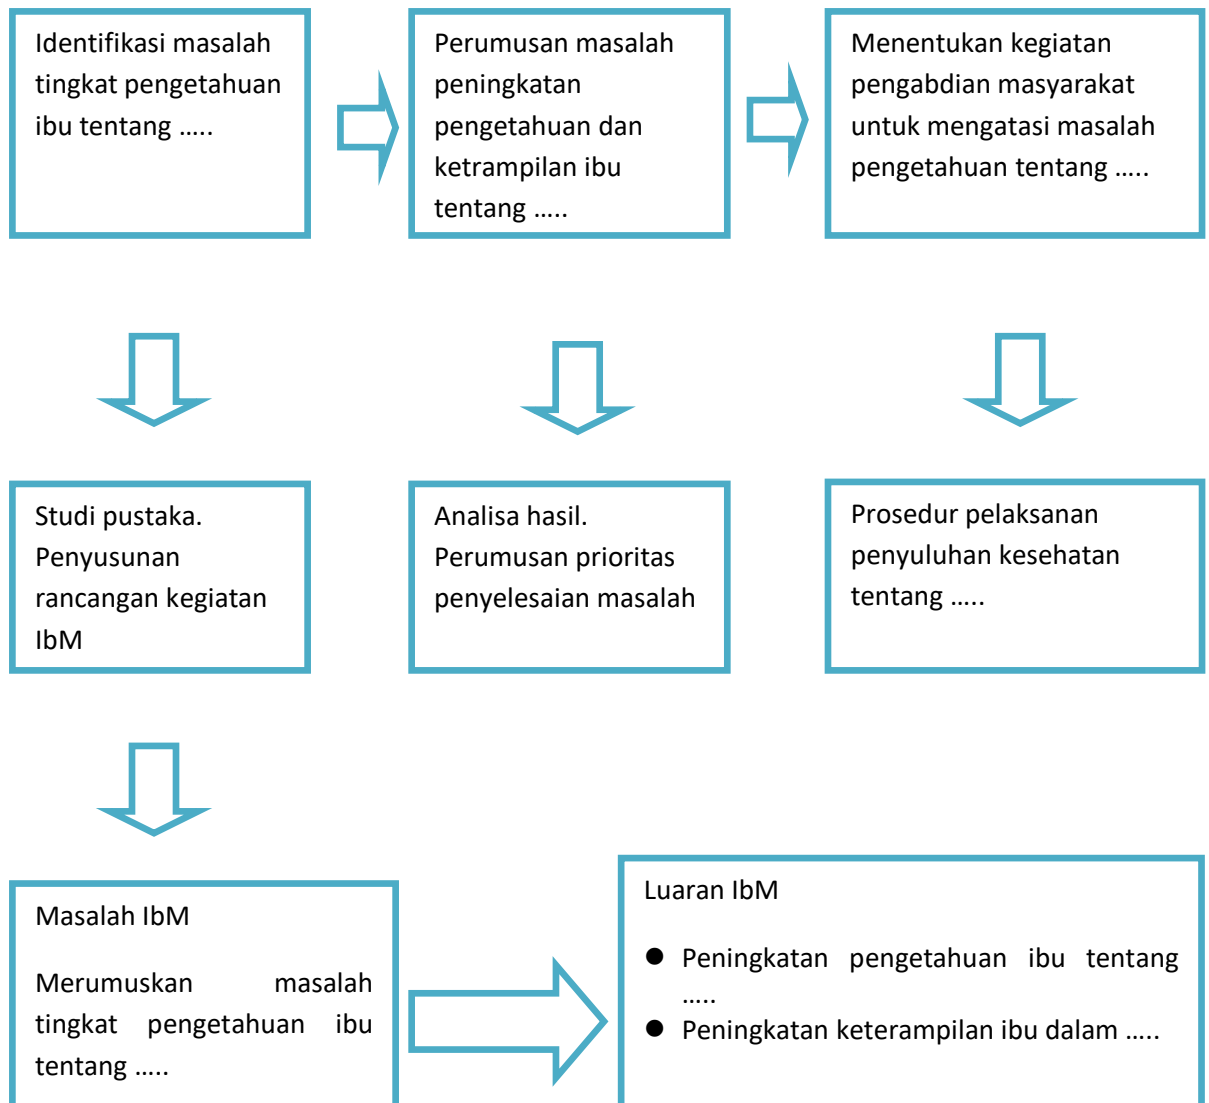 Identifikasi masalah
tingkat pengetahuan
ibu tentang …..
Perumusan masalah
peningkatan
pengetahuan dan
ketrampilan ibu
tentang …..
Menentukan kegiatan
pengabdian masyarakat
untuk mengatasi masalah
pengetahuan tentang …..
Studi pustaka.
Penyusunan
rancangan kegiatan
IbM
Analisa hasil.
Perumusan prioritas
penyelesaian masalah
Prosedur pelaksanan
penyuluhan kesehatan
tentang …..
Masalah IbM
Merumuskan masalah
tingkat pengetahuan ibu
tentang …..
Luaran IbM
● Peningkatan pengetahuan ibu tentang
…..
● Peningkatan keterampilan ibu dalam …..